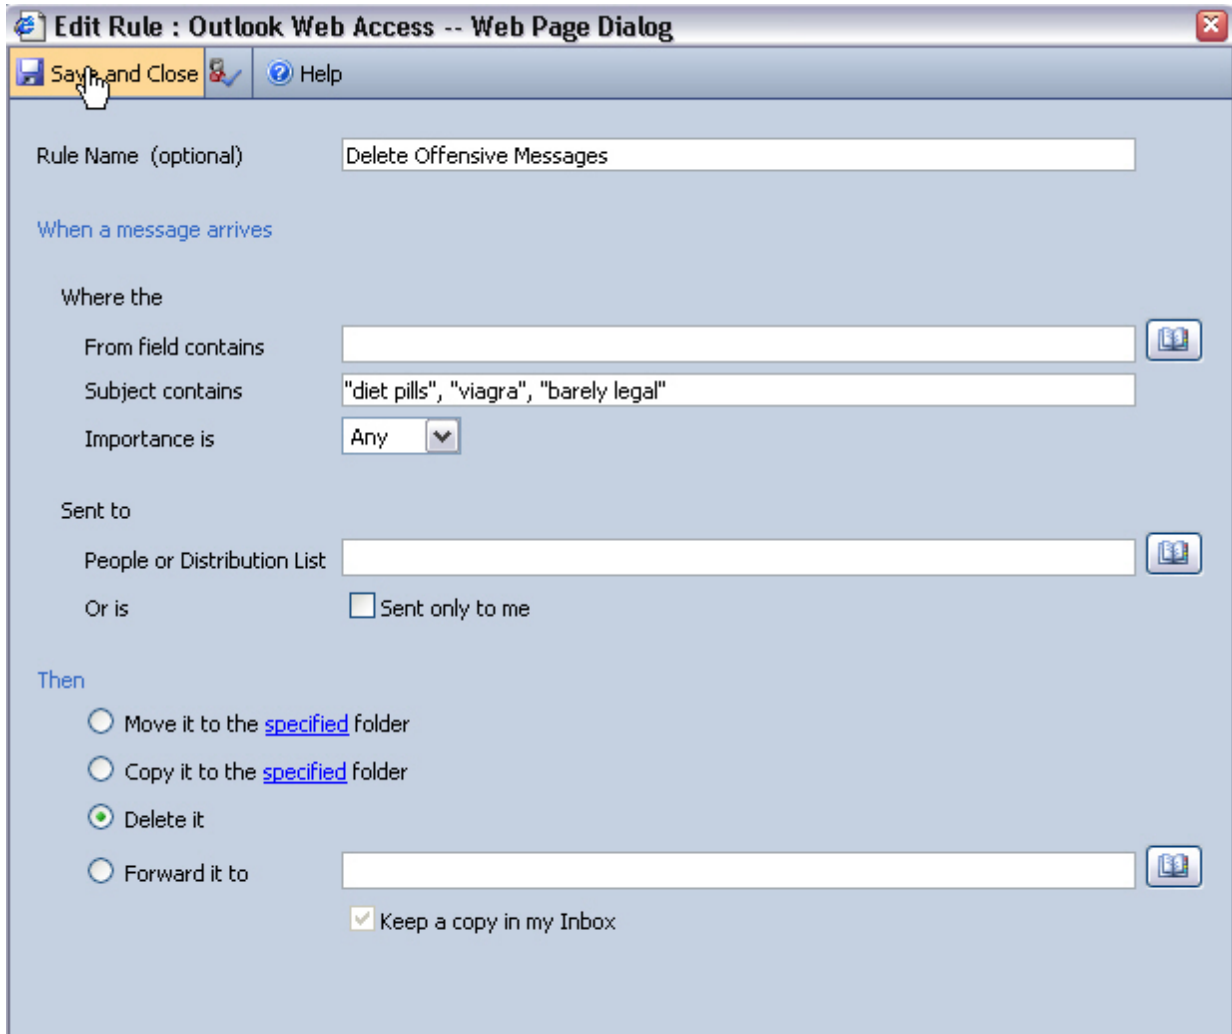 Edit Rule : Outlook Web Access -- Web Page Dialog
Save and Close Help
Rule Name (optional) Delete Offensive Messages
When a message arrives
Where the
From field contains
Subject contains "diet pills", "viagra", "barely legal"
Importance is Any
Sent to
People or Distribution List
Or is Sent only to me
Then
Move it to the specified folder
Copy it to the specified folder
Delete it
Forward it to
Keep a copy in my Inbox